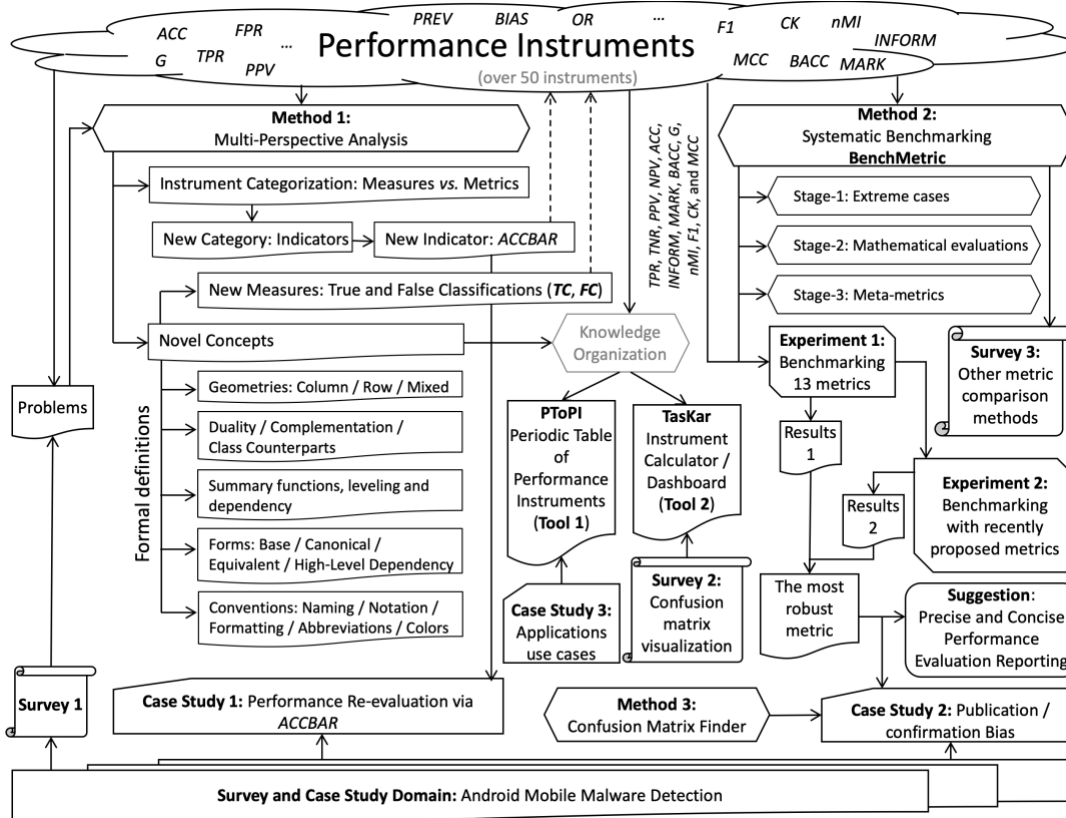 PREV BIAS OR ... F1 CK nMI
ACC FPR ... INFORM
G TPR PPV MCC BACC MARK
Performance Instruments
(over 50 instruments)
Method 1:
Multi-Perspective Analysis
Instrument Categorization: Measures vs. Metrics
New Category: Indicators
New Indicator: ACCBAR
New Measures: True and False Classifications (TC, FC)
Novel Concepts
Formal definitions
Geometries: Column / Row / Mixed
Duality / Complementation /
Class Counterparts
Summary functions, leveling and
dependency
Forms: Base / Canonical /
Equivalent / High-Level Dependency
Conventions: Naming / Notation /
Formatting / Abbreviations / Colors
Problems
Survey 1
Case Study 1: Performance Re-evaluation via
ACCBAR
Knowledge
Organization
PToPI
Periodic Table of
Performance
Instruments
(Tool 1)
TasKar
Instrument
Calculator /
Dashboard
(Tool 2)
Case Study 3:
Applications
use cases
Survey 2:
Confusion
matrix
visualization
TPR, TNR, PPV, NPV, ACC,
INFORM, MARK, BACC, G,
nMI, F1, CK, and MCC
Method 2:
Systematic Benchmarking
BenchMetric
Stage-1: Extreme cases
Stage-2: Mathematical evaluations
Stage-3: Meta-metrics
Experiment 1:
Benchmarking
13 metrics
Survey 3:
Other metric
comparison
methods
Results
1
Results
2
Experiment 2:
Benchmarking
with recently
proposed metrics
The most
robust
metric
Suggestion:
Precise and Concise
Performance
Evaluation Reporting
Method 3:
Confusion Matrix Finder
Case Study 2: Publication /
confirmation Bias
Survey and Case Study Domain: Android Mobile Malware Detection